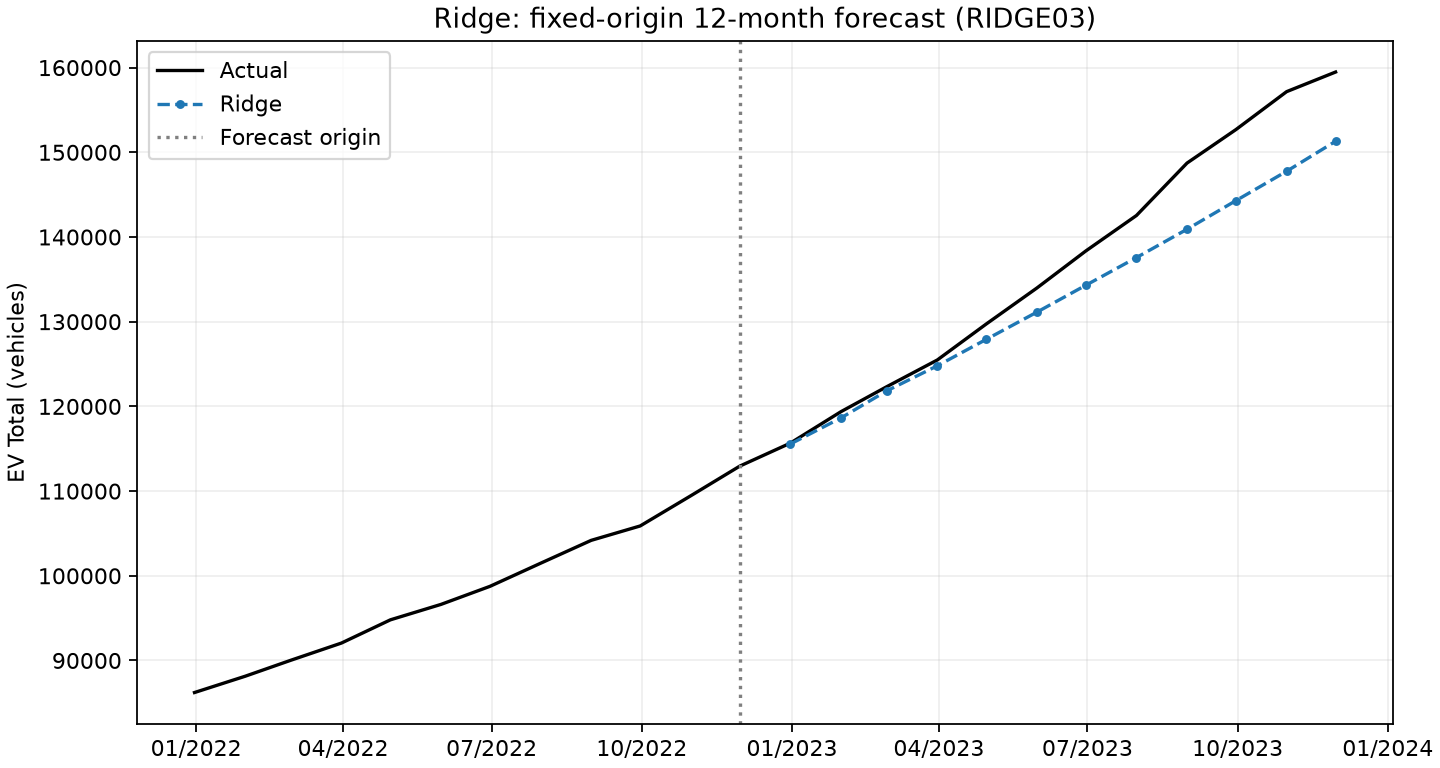 Ridge: fixed-origin 12-month forecast (RIDGE03)
Actual
Ridge
Forecast origin
EV Total (vehicles)
160000
150000
140000
130000
120000
110000
100000
90000
01/2022 04/2022 07/2022 10/2022 01/2023 04/2023 07/2023 10/2023 01/2024